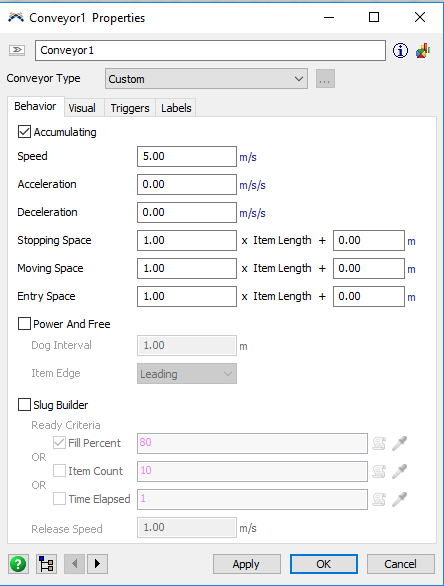 Conveyor1 Properties
Conveyor1
Conveyor Type Custom ...
Behavior Visual Triggers Labels
Accumulating
Speed 5.00 m/s
Acceleration 0.00 m/s/s
Deceleration 0.00 m/s/s
Stopping Space 1.00 x Item Length + 0.00 m
Moving Space 1.00 x Item Length + 0.00 m
Entry Space 1.00 x Item Length + 0.00 m
Power And Free
Dog Interval 1.00 m
Item Edge Leading
Slug Builder
Ready Criteria
Fill Percent 80
OR
Item Count 10
OR
Time Elapsed 1
Release Speed 1.00 m/s
? Apply OK Cancel